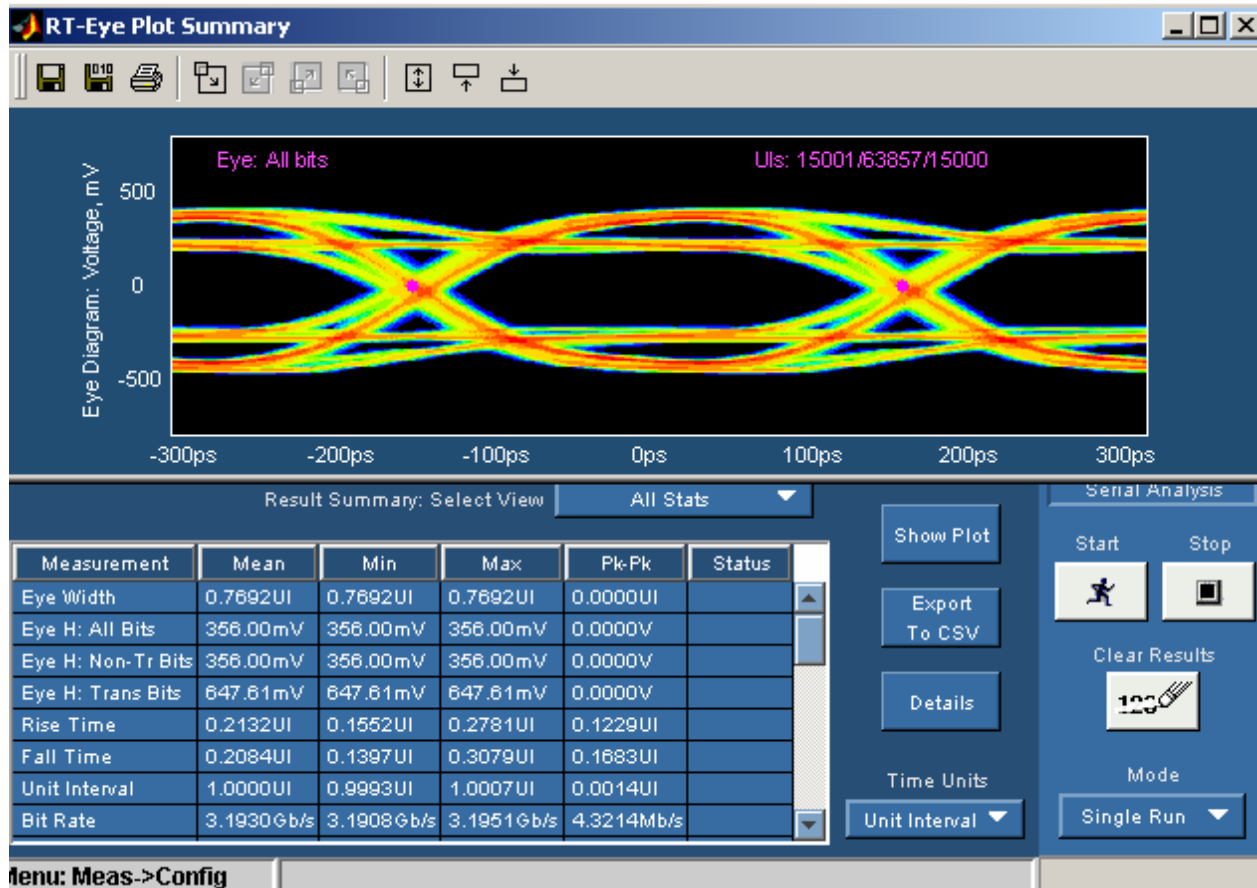 RT-Eye Plot Summary
Eye: All bits
UIs: 15001/63857/15000
Eye Diagram: Voltage, mV
500
0
-500
-300ps -200ps -100ps 0ps 100ps 200ps 300ps
Result Summary: Select View All Stats
Measurement Mean Min Max Pk-Pk Status
Eye Width 0.7692UI 0.7692UI 0.7692UI 0.0000UI
Eye H: All Bits 356.00mV 356.00mV 356.00mV 0.0000V
Eye H: Non-Tr Bits 356.00mV 356.00mV 356.00mV 0.0000V
Eye H: Trans Bits 647.61mV 647.61mV 647.61mV 0.0000V
Rise Time 0.2132UI 0.1552UI 0.2781UI 0.1229UI
Fall Time 0.2084UI 0.1397UI 0.3079UI 0.1683UI
Unit Interval 1.0000UI 0.9993UI 1.0007UI 0.0014UI
Bit Rate 3.1930Gb/s 3.1908Gb/s 3.1951Gb/s 4.3214Mb/s
Show Plot
Export
To CSV
Details
Time Units
Unit Interval
Serial Analysis
Start Stop
Clear Results
Mode
Single Run
Menu: Meas->Config